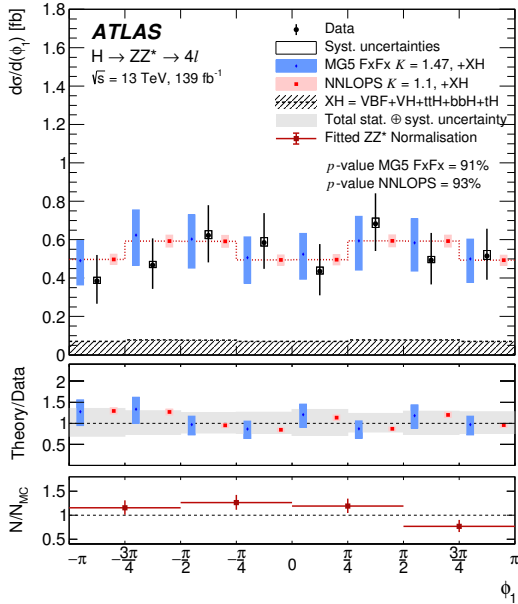 dσ/d(ϕ₁) [fb]
ATLAS
H → ZZ* → 4l
√s = 13 TeV, 139 fb⁻¹
Data
Syst. uncertainties
MG5 FxFx K = 1.47, +XH
NNLOPS K = 1.1, +XH
XH = VBF+VH+ttH+bbH+tH
Total stat. ⊕ syst. uncertainty
Fitted ZZ* Normalisation
p-value MG5 FxFx = 91%
p-value NNLOPS = 93%
1.8
1.6
1.4
1.2
1
0.8
0.6
0.4
0.2
0
Theory/Data
2
1.5
1
0.5
N/N_MC
1.5
1
0.5
−π −3π/4 −π/2 −π/4 0 π/4 π/2 3π/4 π
ϕ₁